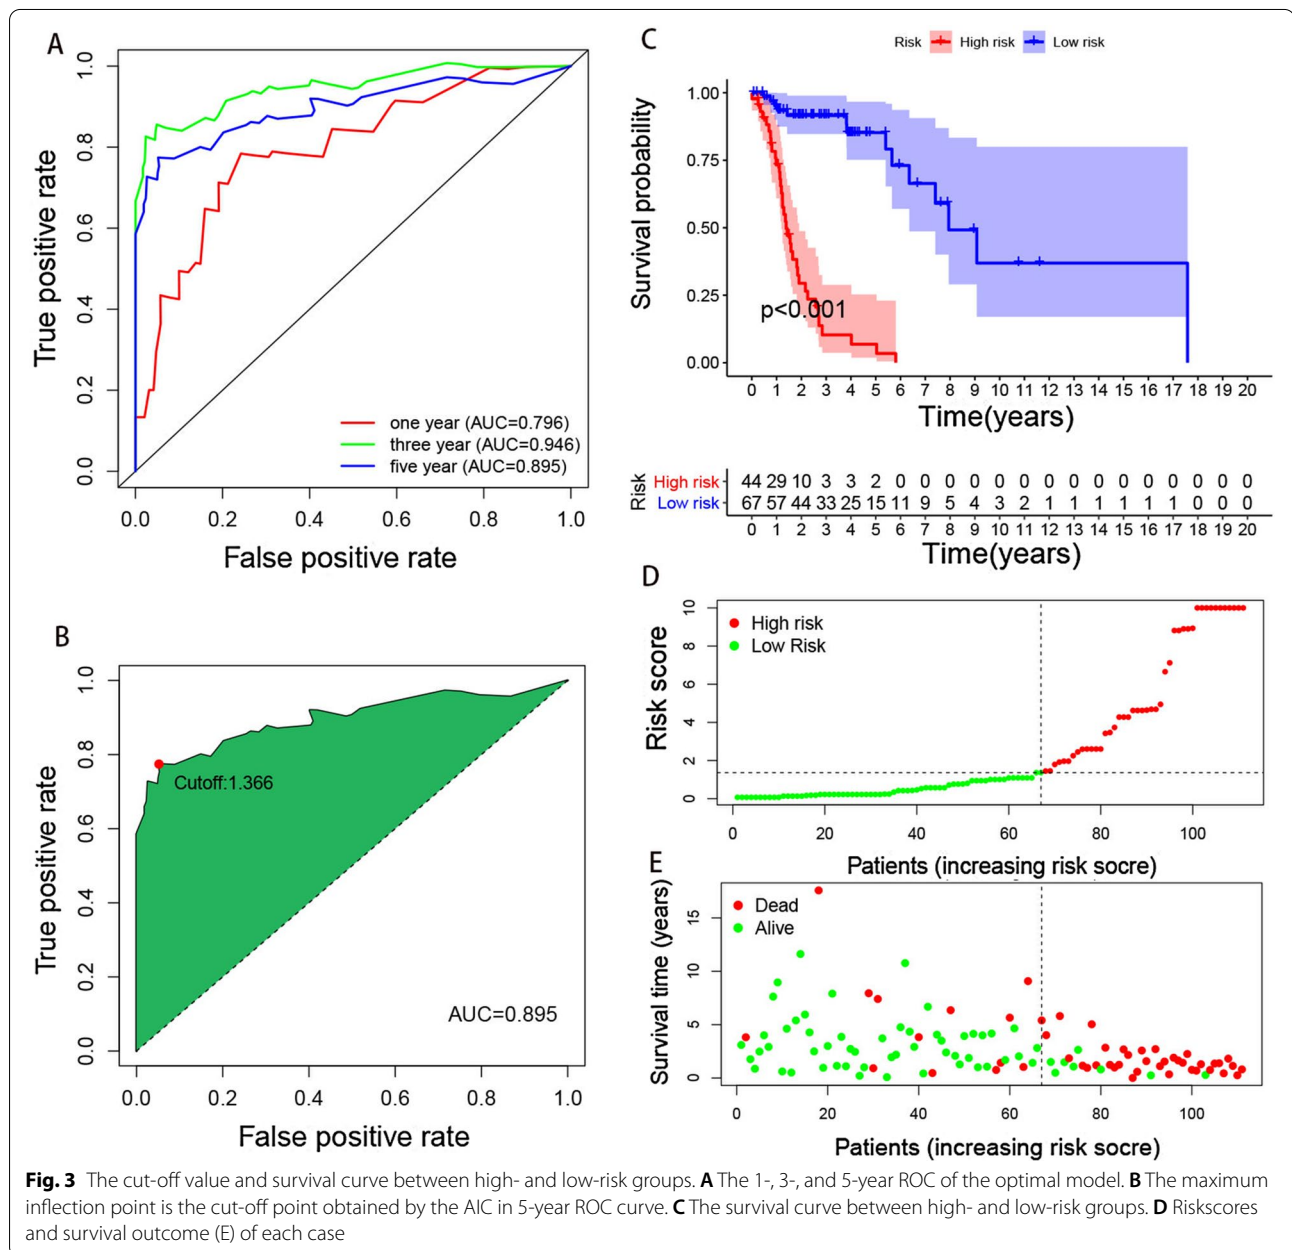 A
1.0
0.8
0.6
0.4
0.2
0.0
True positive rate
one year (AUC=0.796)
three year (AUC=0.946)
five year (AUC=0.895)
0.0 0.2 0.4 0.6 0.8 1.0
False positive rate
B
1.0
0.8
0.6
0.4
0.2
0.0
True positive rate
Cutoff:1.366
AUC=0.895
0.0 0.2 0.4 0.6 0.8 1.0
False positive rate
C
Risk High risk Low risk
1.00
0.75
0.50
0.25
0.00
Survival probability
p<0.001
0 1 2 3 4 5 6 7 8 9 10 11 12 13 14 15 16 17 18 19 20
Time(years)
Risk
High risk 44 29 10 3 3 2 0 0 0 0 0 0 0 0 0 0 0 0 0 0 0
Low risk 67 57 44 33 25 15 11 9 5 4 3 2 1 1 1 1 1 1 0 0 0
0 1 2 3 4 5 6 7 8 9 10 11 12 13 14 15 16 17 18 19 20
Time(years)
D
10
8
6
4
2
0
Risk score
High risk
Low Risk
0 20 40 60 80 100
Patients (increasing risk socre)
E
15
10
5
0
Survival time (years)
Dead
Alive
0 20 40 60 80 100
Patients (increasing risk socre)
Fig. 3 The cut-off value and survival curve between high- and low-risk groups. A The 1-, 3-, and 5-year ROC of the optimal model. B The maximum
inflection point is the cut-off point obtained by the AIC in 5-year ROC curve. C The survival curve between high- and low-risk groups. D Riskscores
and survival outcome (E) of each case